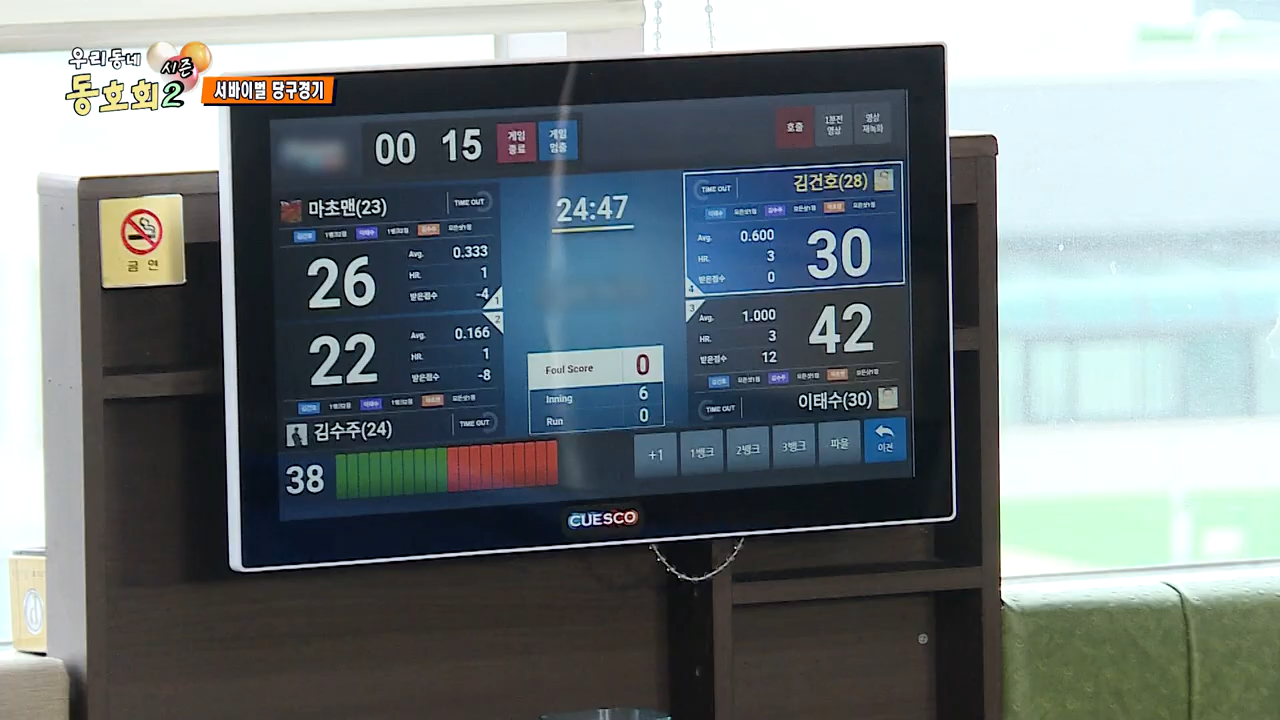 우리동네
시즌
동호회2
서바이벌 당구경기
금 연
00 15
게임
종료
게임
멈춤
호출
1분전
영상
영상
재녹화
마초맨(23)
TIME OUT
26
Avg. 0.333
HR. 1
받은점수 -4
1
2
22
Avg. 0.166
HR. 1
받은점수 -8
김수주(24)
TIME OUT
24:47
Foul Score 0
Inning 6
Run 0
TIME OUT
김건호(28)
Avg. 0.600
HR. 3
받은점수 0
30
4
3
Avg. 1.000
HR. 3
받은점수 12
42
TIME OUT
이태수(30)
38
+1
1뱅크
2뱅크
3뱅크
파울
이전
CUESCO